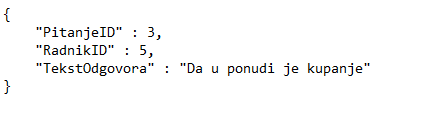 {
"PitanjeID" : 3,
"RadnikID" : 5,
"TekstOdgovora" : "Da u ponudi je kupanje"
}